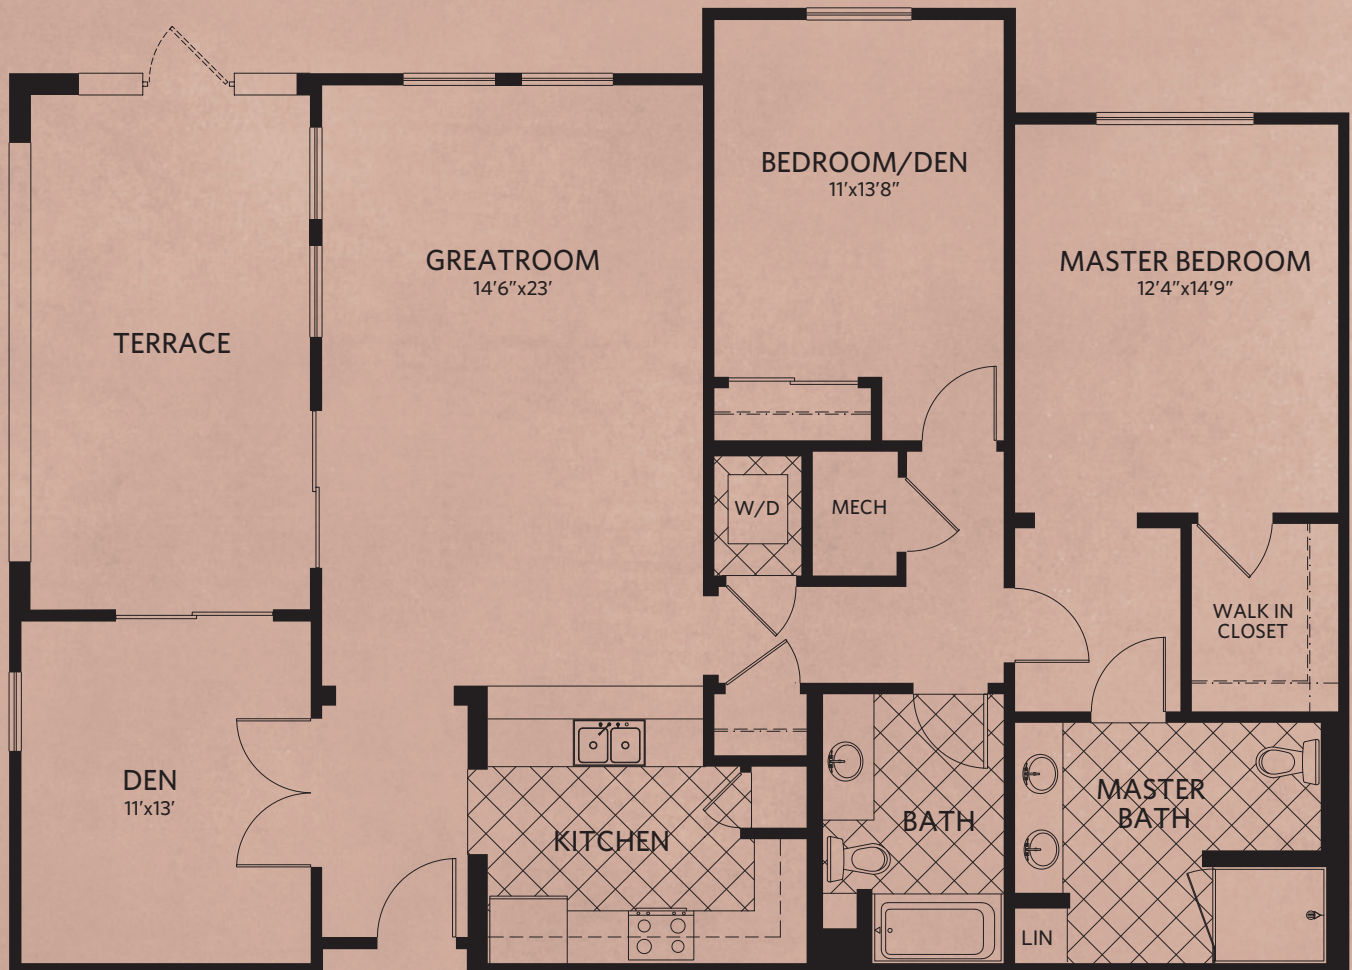 BEDROOM/DEN
11'x13'8"
GREATROOM
14'6"x23'
MASTER BEDROOM
12'4"x14'9"
TERRACE
W/D
MECH
WALK IN
CLOSET
DEN
11'x13'
KITCHEN
BATH
MASTER
BATH
LIN